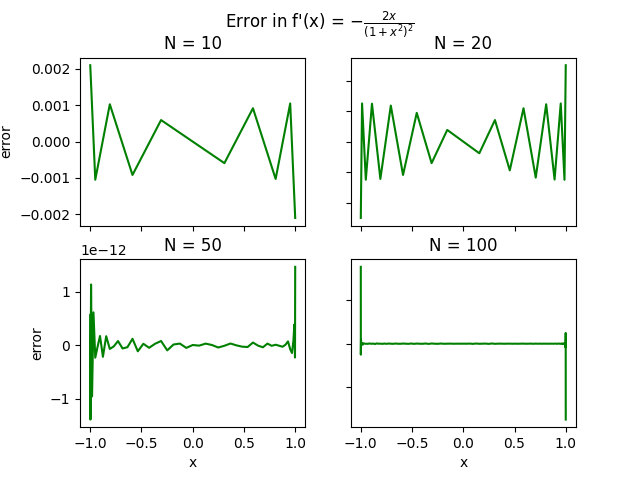 Error in f'(x) = −2x/(1+x²)²
N = 10
N = 20
0.002
0.001
0.000
−0.001
−0.002
error
N = 50
N = 100
1e−12
1
0
−1
error
−1.0 −0.5 0.0 0.5 1.0
−1.0 −0.5 0.0 0.5 1.0
x
x